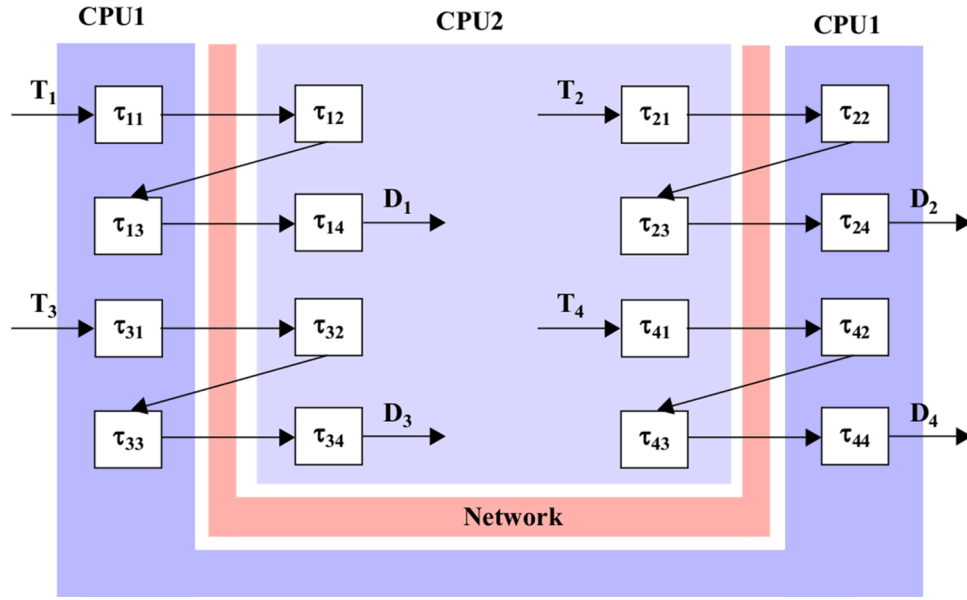 CPU1 CPU2 CPU1
T₁ τ₁₁ τ₁₂ T₂ τ₂₁ τ₂₂
τ₁₃ τ₁₄ D₁ τ₂₃ τ₂₄ D₂
T₃ τ₃₁ τ₃₂ T₄ τ₄₁ τ₄₂
τ₃₃ τ₃₄ D₃ τ₄₃ τ₄₄ D₄
Network